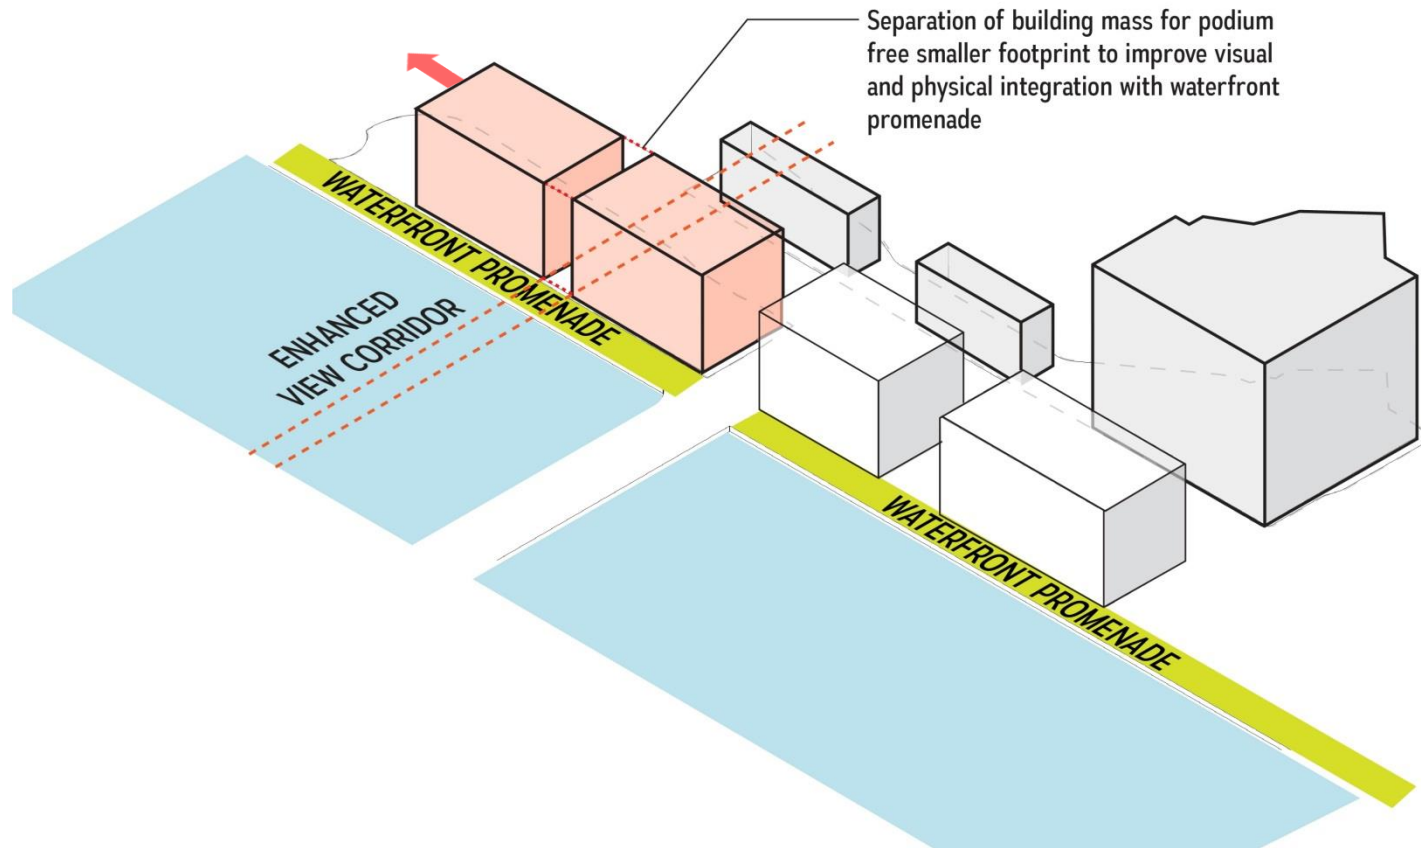 Separation of building mass for podium
free smaller footprint to improve visual
and physical integration with waterfront
promenade
WATERFRONT PROMENADE
ENHANCED
VIEW CORRIDOR
WATERFRONT PROMENADE